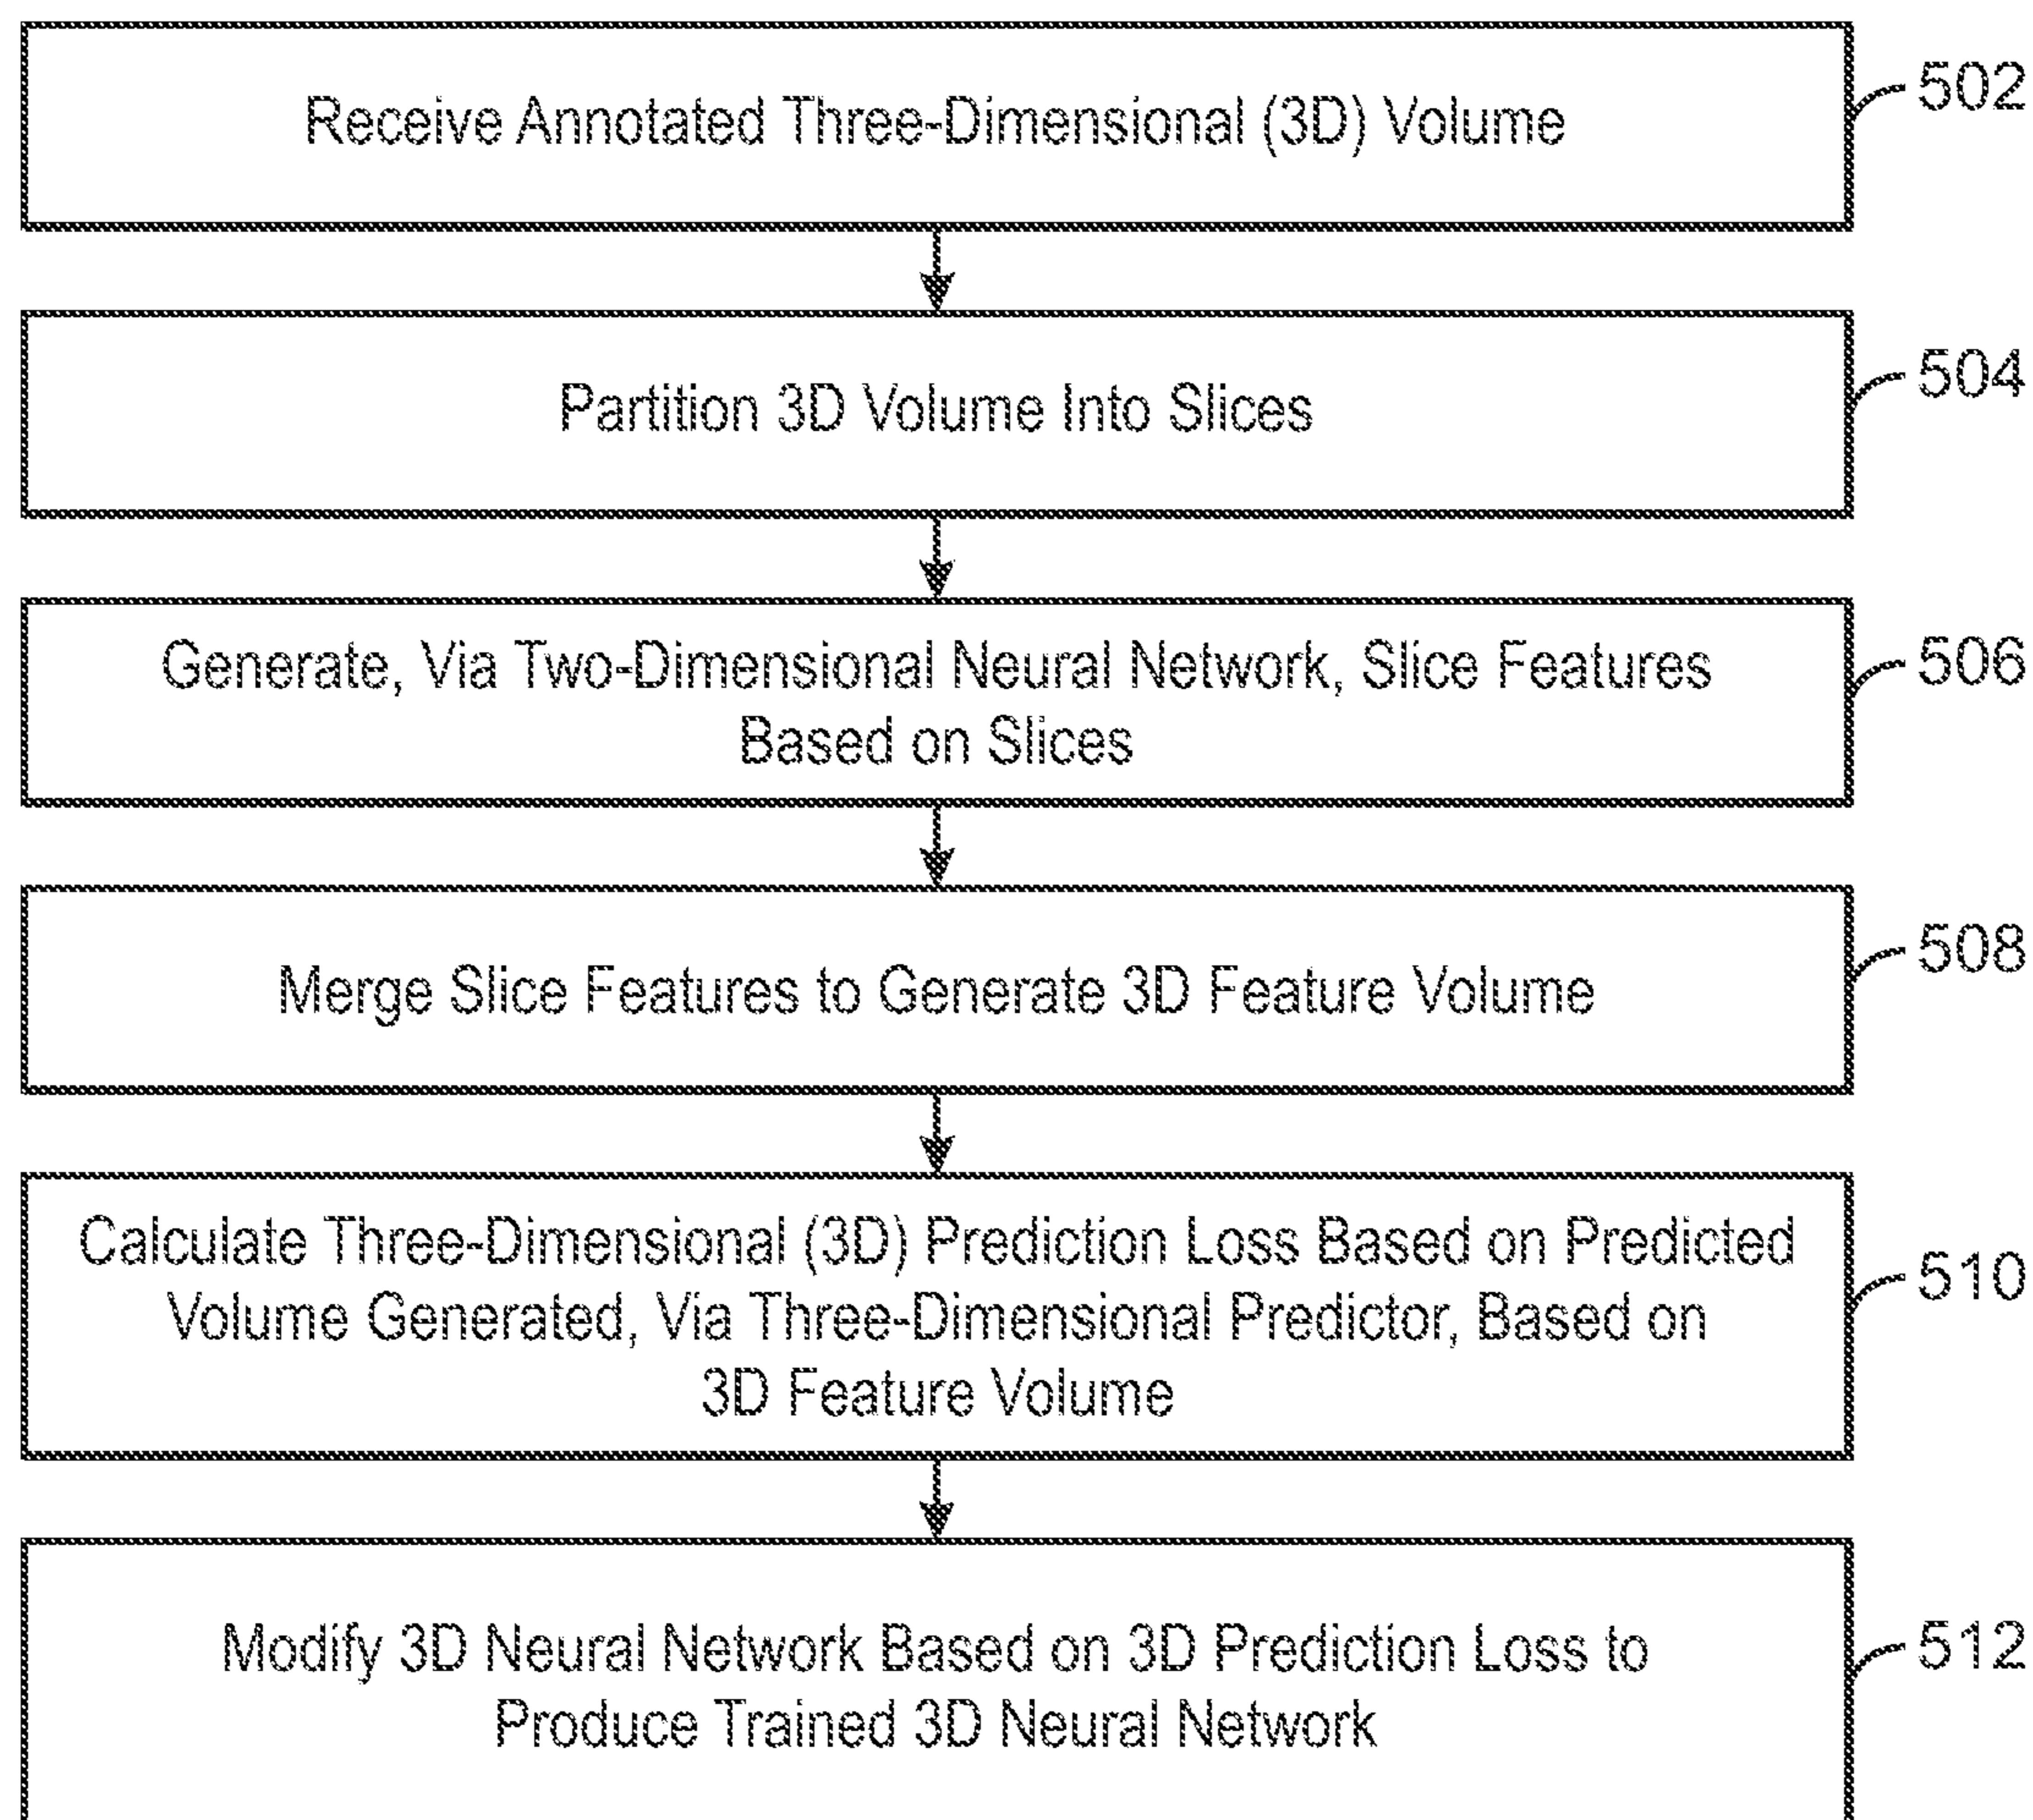 Receive Annotated Three-Dimensional (3D) Volume
502
Partition 3D Volume Into Slices
504
Generate, Via Two-Dimensional Neural Network, Slice Features
Based on Slices
506
Merge Slice Features to Generate 3D Feature Volume
508
Calculate Three-Dimensional (3D) Prediction Loss Based on Predicted
Volume Generated, Via Three-Dimensional Predictor, Based on
3D Feature Volume
510
Modify 3D Neural Network Based on 3D Prediction Loss to
Produce Trained 3D Neural Network
512